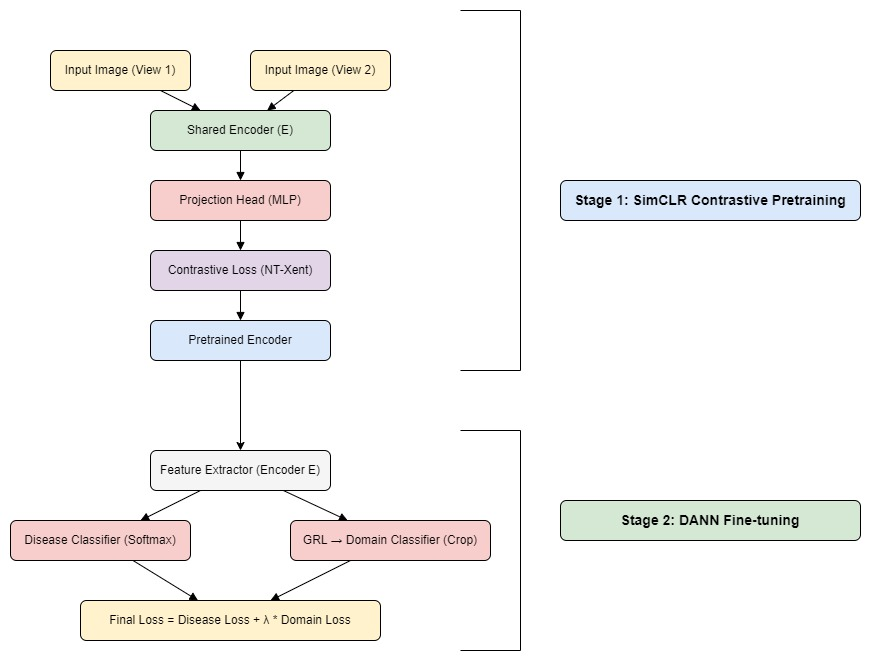 Input Image (View 1)
Input Image (View 2)
Shared Encoder (E)
Projection Head (MLP)
Contrastive Loss (NT-Xent)
Pretrained Encoder
Stage 1: SimCLR Contrastive Pretraining
Feature Extractor (Encoder E)
Disease Classifier (Softmax)
GRL → Domain Classifier (Crop)
Final Loss = Disease Loss + λ * Domain Loss
Stage 2: DANN Fine-tuning